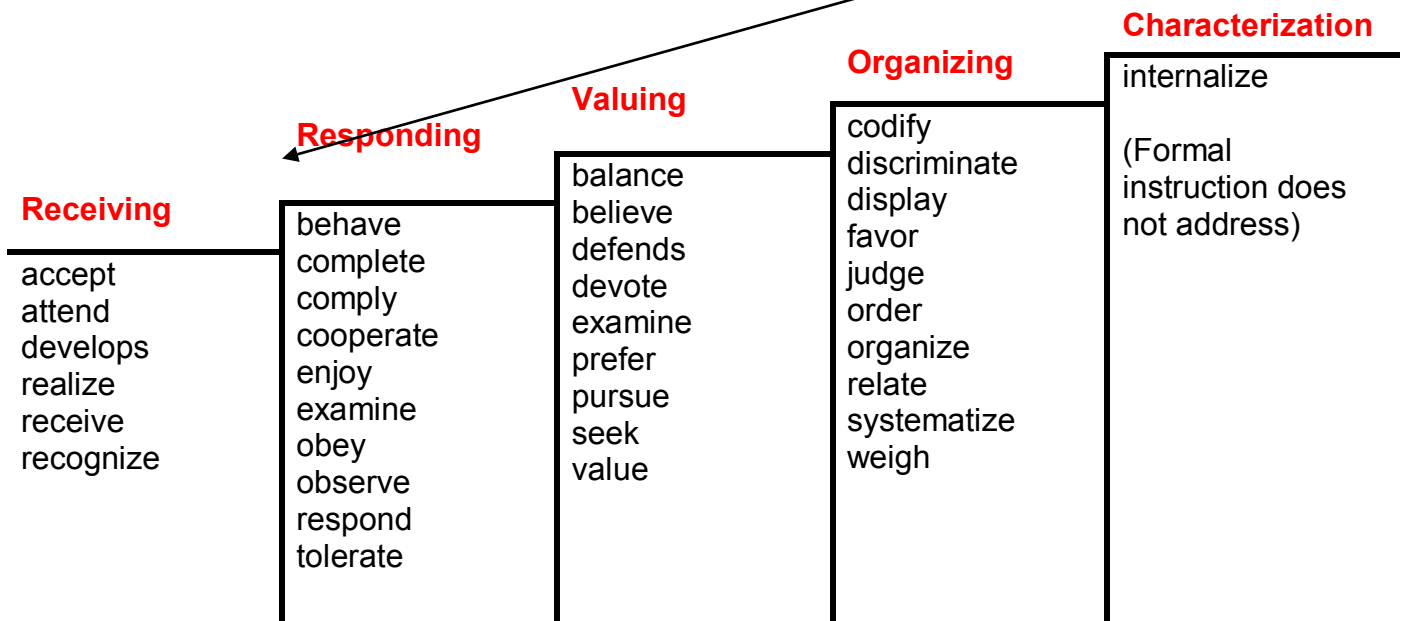 Receiving
accept
attend
develops
realize
receive
recognize
Responding
behave
complete
comply
cooperate
enjoy
examine
obey
observe
respond
tolerate
Valuing
balance
believe
defends
devote
examine
prefer
pursue
seek
value
Organizing
codify
discriminate
display
favor
judge
order
organize
relate
systematize
weigh
Characterization
internalize
(Formal
instruction does
not address)